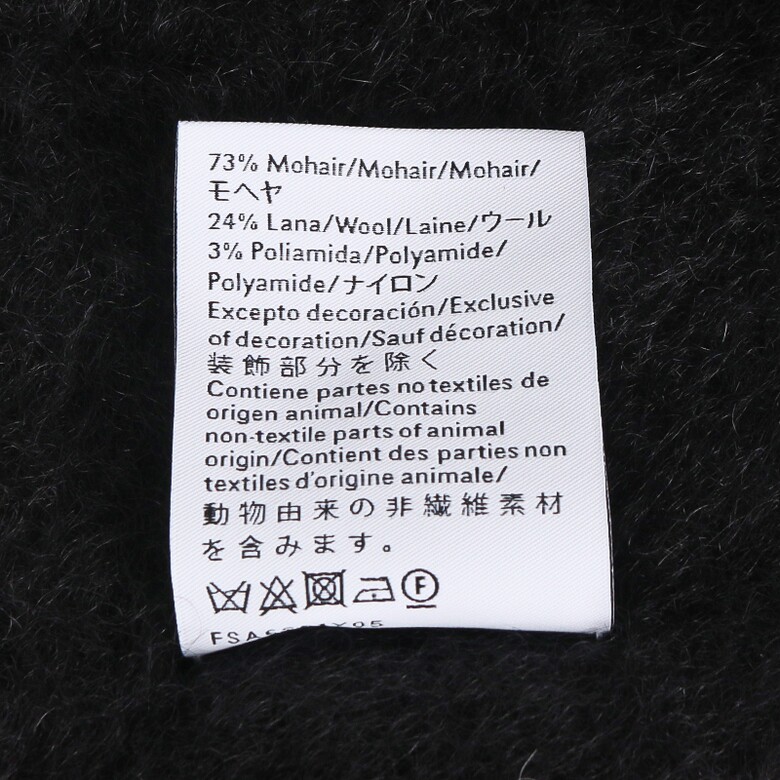 73% Mohair/Mohair/Mohair/
モヘヤ
24% Lana/Wool/Laine/ウール
3% Poliamida/Polyamide/
Polyamide/ナイロン
Excepto decoración/Exclusive
of decoration/Sauf décoration/
装飾部分を除く
Contiene partes no textiles de
origen animal/Contains
non-textile parts of animal
origin/Contient des parties non
textiles d'origine animale/
動物由来の非繊維素材
を含みます。
F